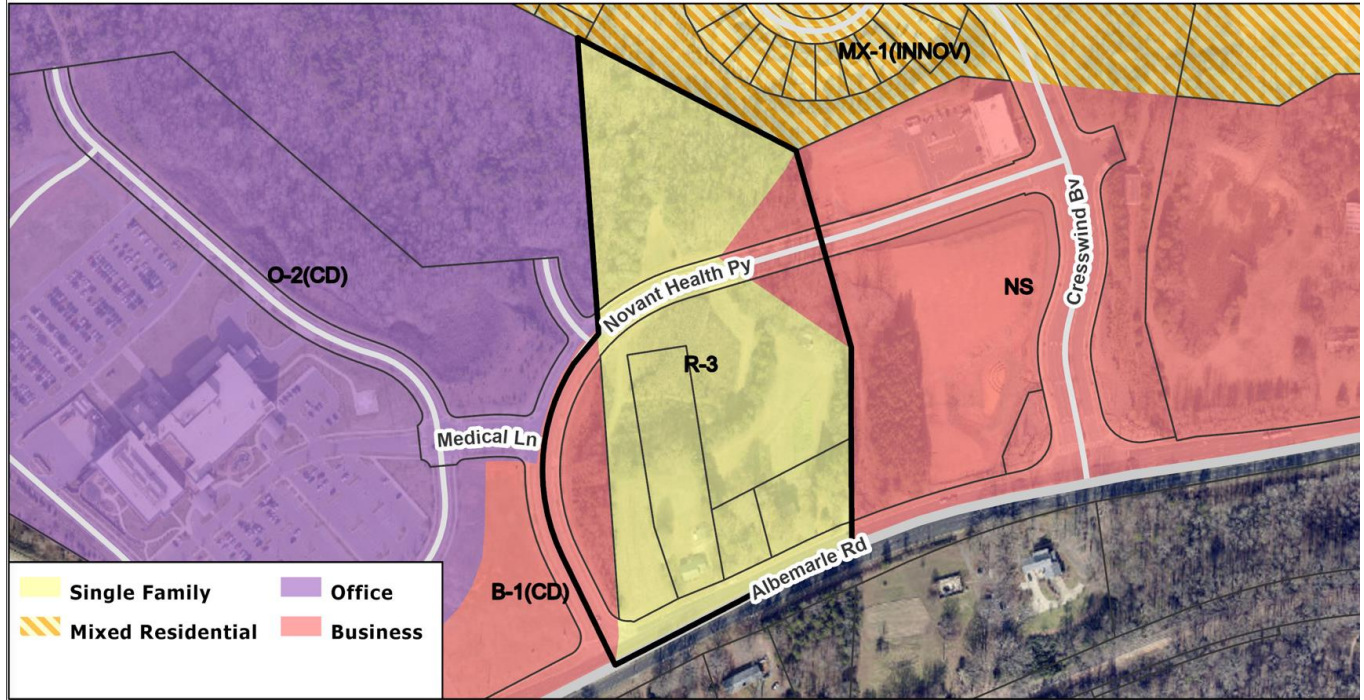 MX-1(INNOV)
O-2(CD)
Novant Health Py
Cresswind Bv
NS
R-3
Medical Ln
Albemarle Rd
B-1(CD)
Single Family
Office
Mixed Residential
Business